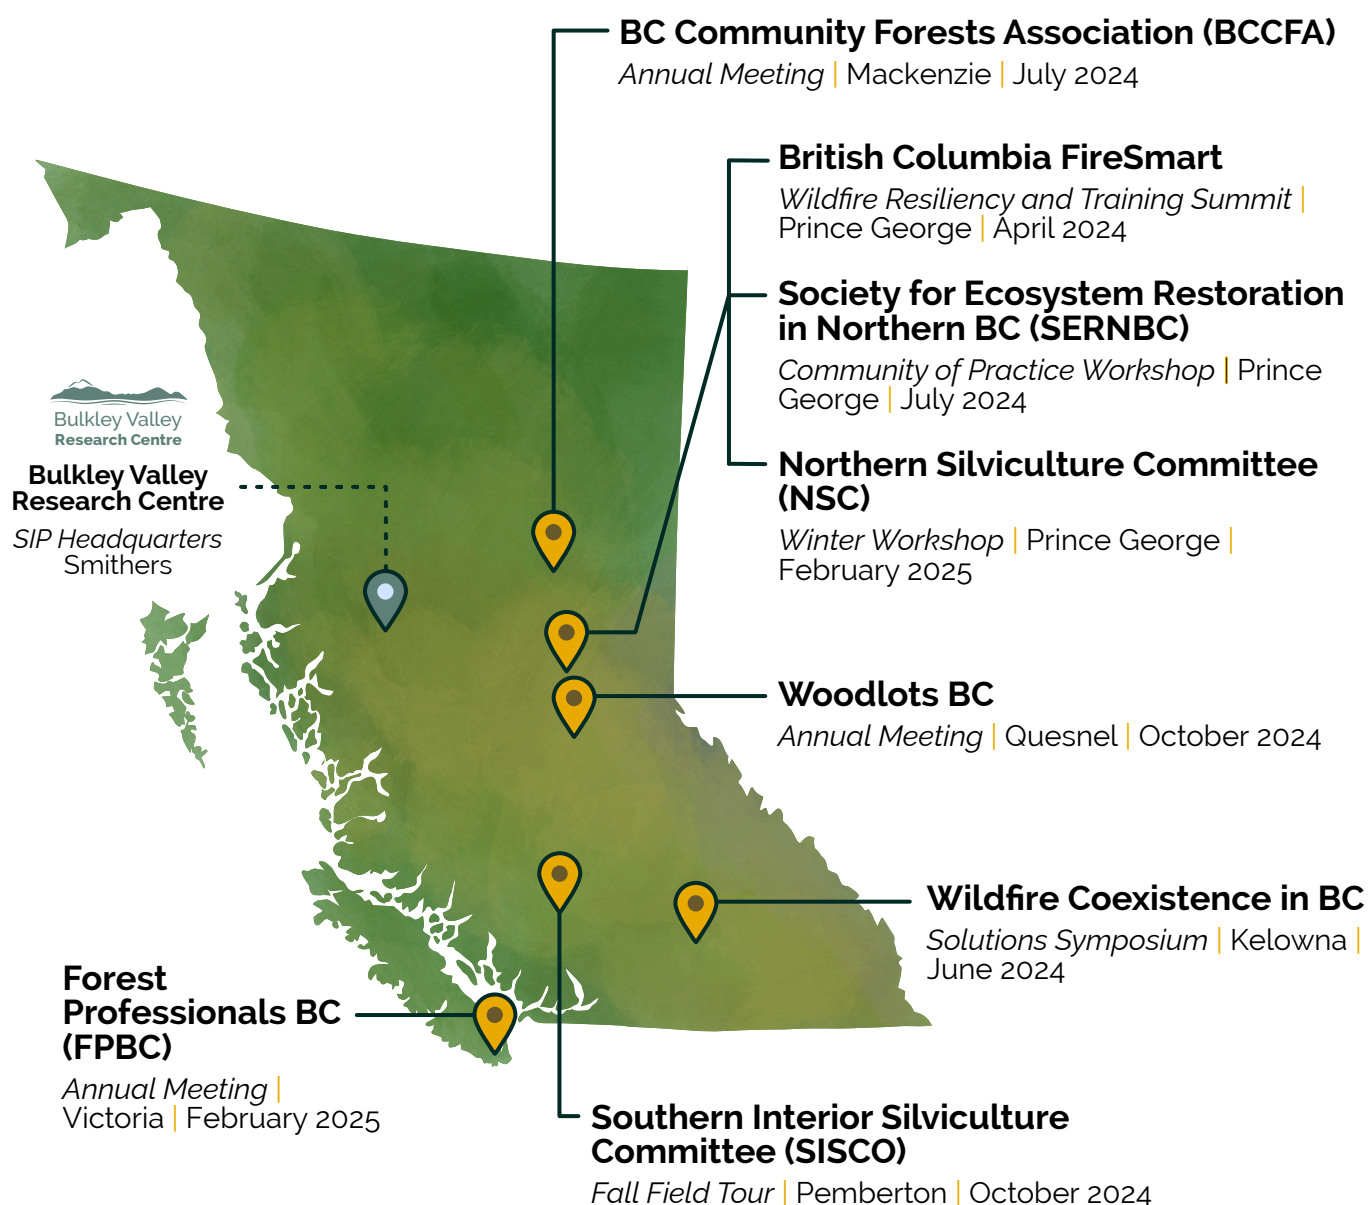 BC Community Forests Association (BCCFA)
Annual Meeting | Mackenzie | July 2024
British Columbia FireSmart
Wildfire Resiliency and Training Summit |
Prince George | April 2024
Society for Ecosystem Restoration
in Northern BC (SERNBC)
Community of Practice Workshop | Prince
George | July 2024
Bulkley Valley
Research Centre
Bulkley Valley
Research Centre
SIP Headquarters
Smithers
Northern Silviculture Committee
(NSC)
Winter Workshop | Prince George |
February 2025
Woodlots BC
Annual Meeting | Quesnel | October 2024
Wildfire Coexistence in BC
Solutions Symposium | Kelowna |
June 2024
Forest
Professionals BC
(FPBC)
Annual Meeting |
Victoria | February 2025
Southern Interior Silviculture
Committee (SISCO)
Fall Field Tour | Pemberton | October 2024